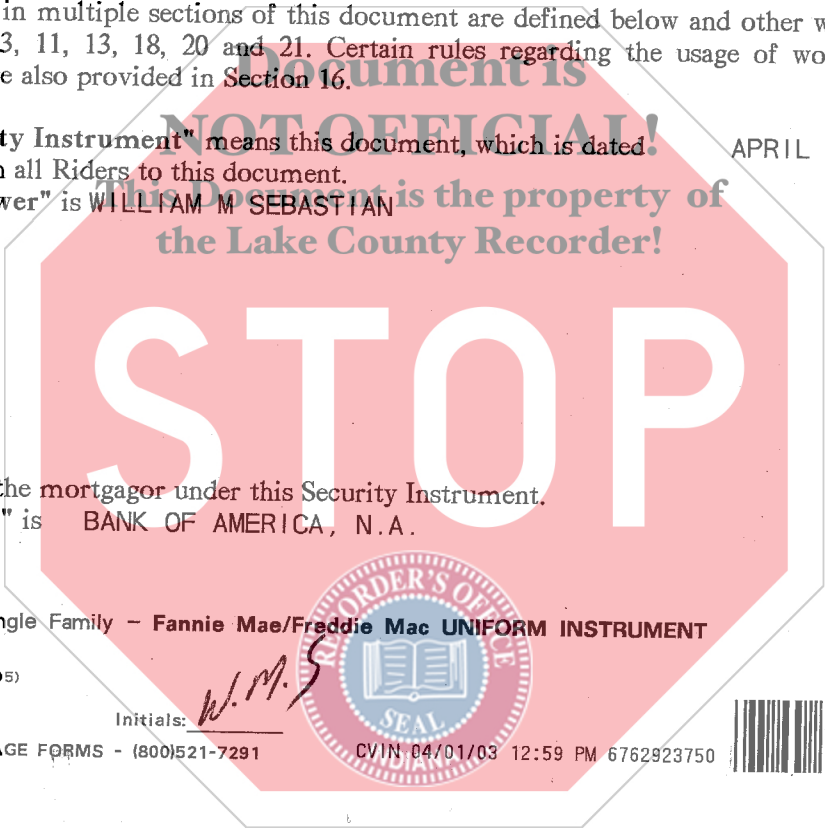 in multiple sections of this document are defined below and other w
3, 11, 13, 18, 20 and 21. Certain rules regarding the usage of wo
e also provided in Section 16.
Document is
NOT OFFICIAL!
ty Instrument" means this document, which is dated APRIL
all Riders to this document.
This Document is the property of
wer" is WILLIAM M SEBASTIAN
the Lake County Recorder!
STOP
the mortgagor under this Security Instrument.
" is BANK OF AMERICA, N.A.
RECORDER'S OFFICE
ngle Family - Fannie Mae/Freddie Mac UNIFORM INSTRUMENT
05)
W.M.S
Initials:
SEAL
INDIANA
AGE FORMS - (800)521-7291 CVIN 04/01/03 12:59 PM 6762923750